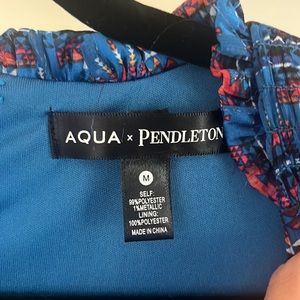 AQUA × PENDLETON
M
SELF:
99%POLYESTER
1%METALLIC
LINING:
100%POLYESTER
MADE IN CHINA